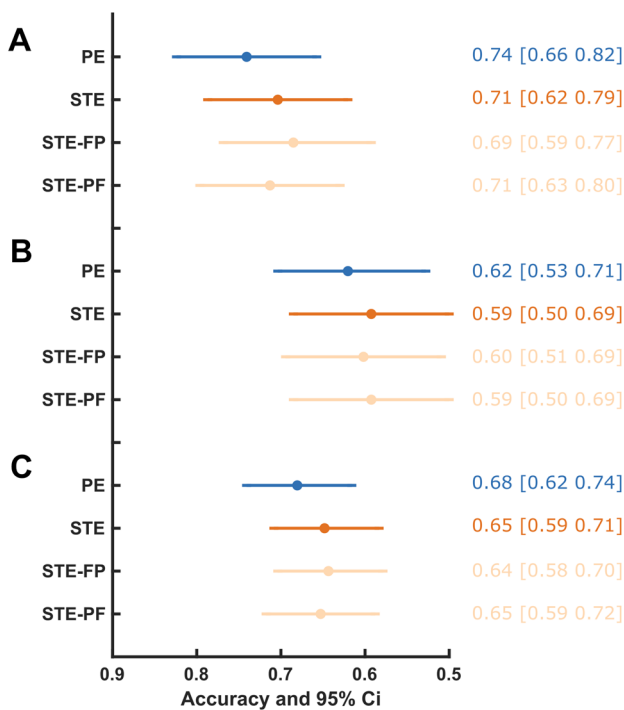 A
PE 0.74 [0.66 0.82]
STE 0.71 [0.62 0.79]
STE-FP 0.69 [0.59 0.77]
STE-PF 0.71 [0.63 0.80]
B
PE 0.62 [0.53 0.71]
STE 0.59 [0.50 0.69]
STE-FP 0.60 [0.51 0.69]
STE-PF 0.59 [0.50 0.69]
C
PE 0.68 [0.62 0.74]
STE 0.65 [0.59 0.71]
STE-FP 0.64 [0.58 0.70]
STE-PF 0.65 [0.59 0.72]
0.9 0.8 0.7 0.6 0.5
Accuracy and 95% Ci